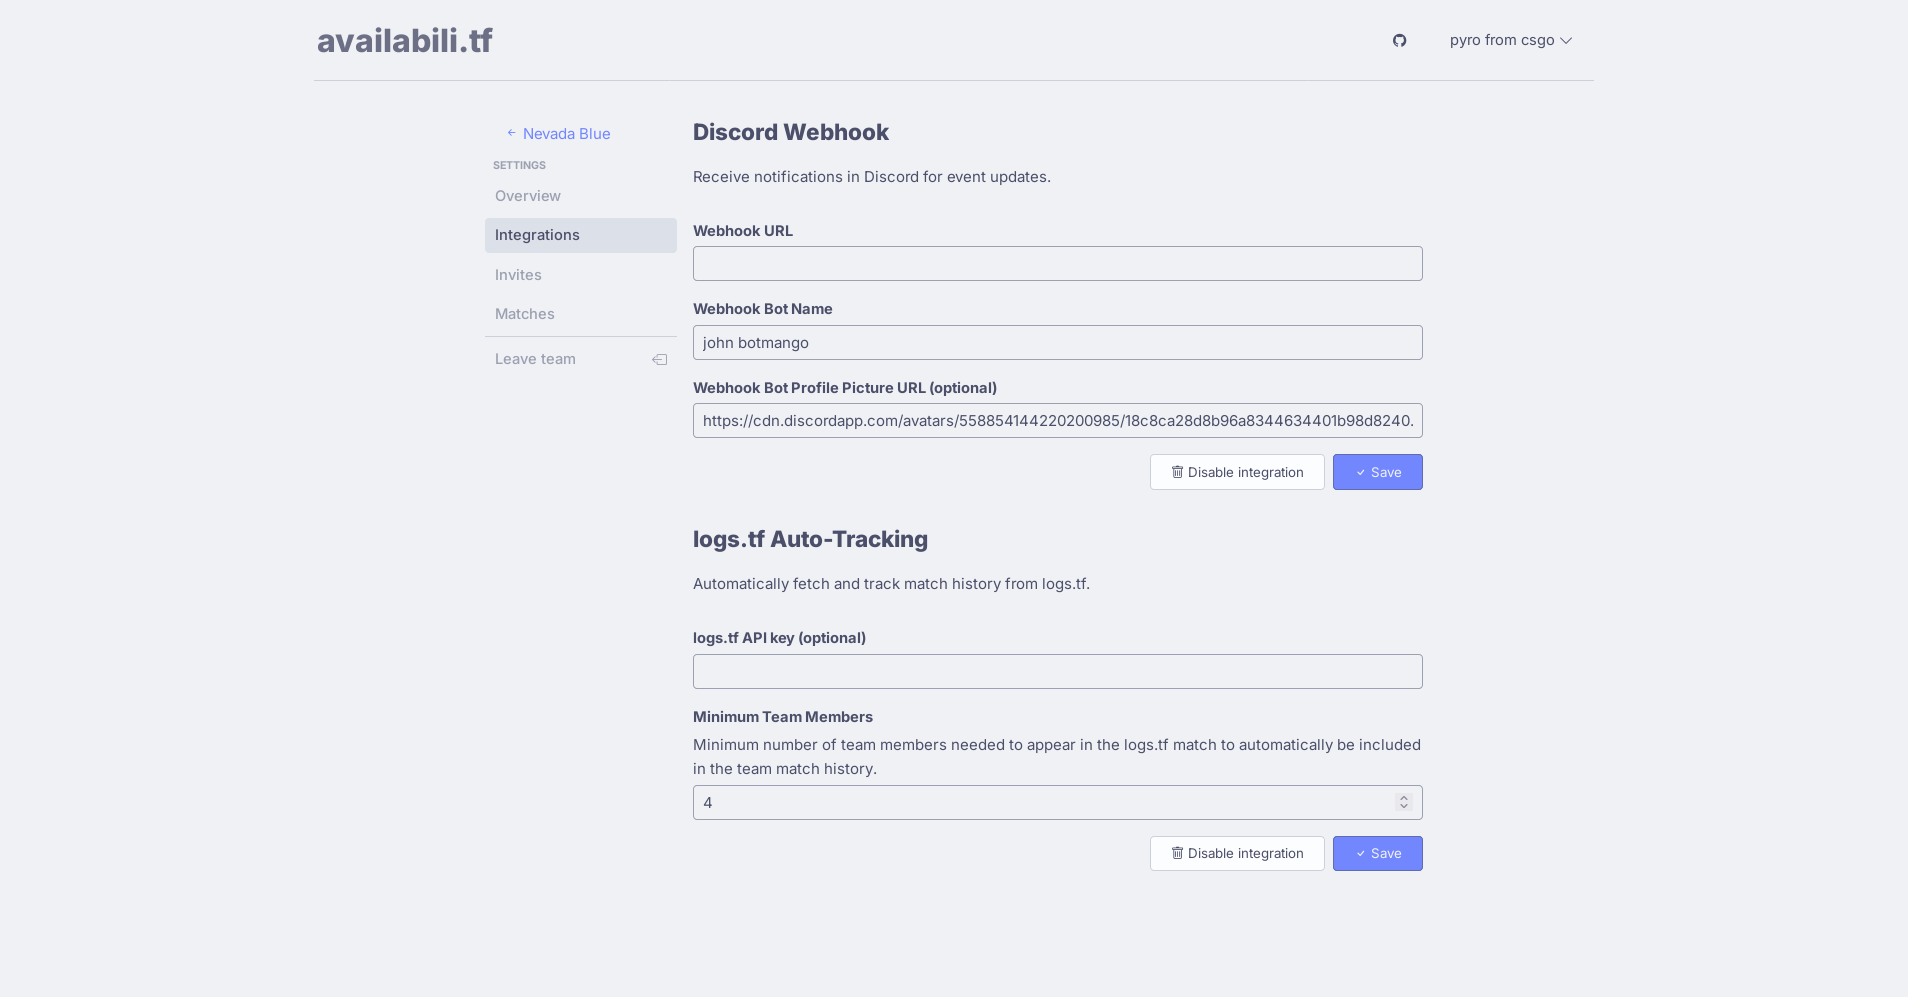 availabili.tf
pyro from csgo
Nevada Blue
SETTINGS
Overview
Integrations
Invites
Matches
Leave team
Discord Webhook
Receive notifications in Discord for event updates.
Webhook URL
Webhook Bot Name
john botmango
Webhook Bot Profile Picture URL (optional)
https://cdn.discordapp.com/avatars/558854144220200985/18c8ca28d8b96a8344634401b98d8240.
Disable integration
Save
logs.tf Auto-Tracking
Automatically fetch and track match history from logs.tf.
logs.tf API key (optional)
Minimum Team Members
Minimum number of team members needed to appear in the logs.tf match to automatically be included
in the team match history.
4
Disable integration
Save